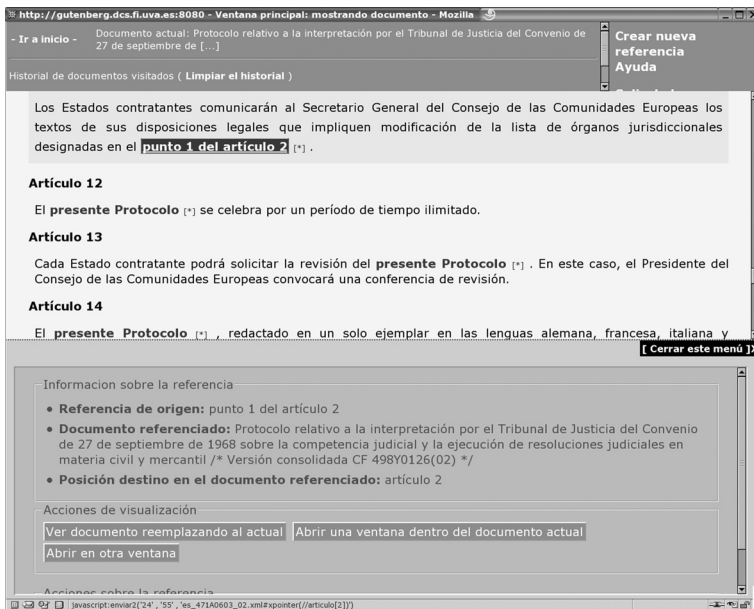 http://gutenberg.dcs.fi.uva.es:8080 - Ventana principal: mostrando documento - Mozilla
- Ir a inicio -
Documento actual: Protocolo relativo a la interpretación por el Tribunal de Justicia del Convenio de
27 de septiembre de [...]
Historial de documentos visitados ( Limpiar el historial )
Crear nueva
referencia
Ayuda
Los Estados contratantes comunicarán al Secretario General del Consejo de las Comunidades Europeas los
textos de sus disposiciones legales que impliquen modificación de la lista de órganos jurisdiccionales
designadas en el punto 1 del artículo 2 [*] .
Artículo 12
El presente Protocolo [*] se celebra por un período de tiempo ilimitado.
Artículo 13
Cada Estado contratante podrá solicitar la revisión del presente Protocolo [*] . En este caso, el Presidente del
Consejo de las Comunidades Europeas convocará una conferencia de revisión.
Artículo 14
El presente Protocolo [*] , redactado en un solo ejemplar en las lenguas alemana, francesa, italiana y
[ Cerrar este menú ]X
Informacion sobre la referencia
• Referencia de origen: punto 1 del artículo 2
• Documento referenciado: Protocolo relativo a la interpretación por el Tribunal de Justicia del Convenio
de 27 de septiembre de 1968 sobre la competencia judicial y la ejecución de resoluciones judiciales en
materia civil y mercantil /* Versión consolidada CF 498Y0126(02) */
• Posición destino en el documento referenciado: artículo 2
Acciones de visualización
Ver documento reemplazando al actual Abrir una ventana dentro del documento actual
Abrir en otra ventana
Acciones sobre la referencia
javascript:enviar2('24' , '55' , 'es_471A0603_02.xml#xpointer(//articulo[2])')